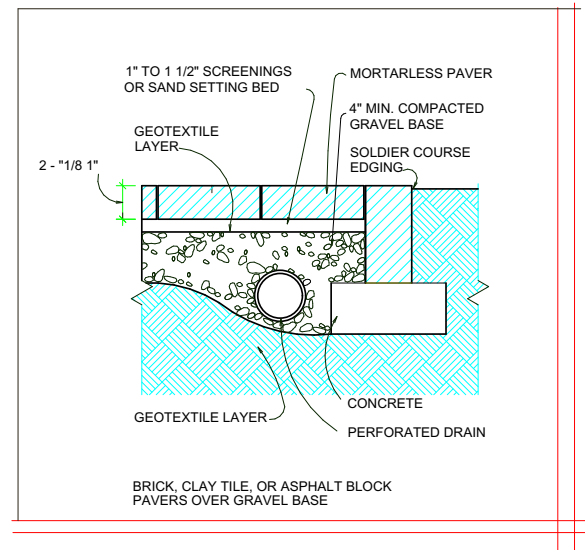 1" TO 1 1/2" SCREENINGS
OR SAND SETTING BED
MORTARLESS PAVER
4" MIN. COMPACTED
GRAVEL BASE
GEOTEXTILE
LAYER
SOLDIER COURSE
EDGING
2 - "1/8 1"
CONCRETE
GEOTEXTILE LAYER
PERFORATED DRAIN
BRICK, CLAY TILE, OR ASPHALT BLOCK
PAVERS OVER GRAVEL BASE